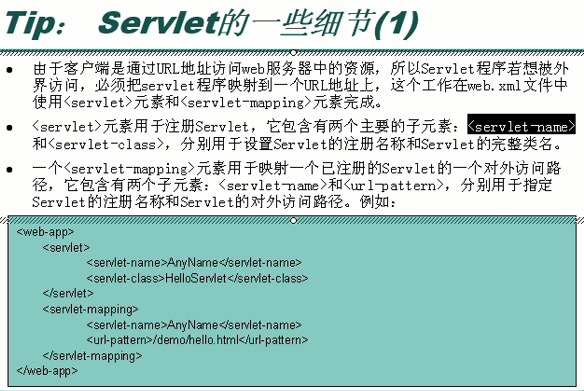 Tip: Servlet的一些细节(1)
由于客户端是通过URL地址访问web服务器中的资源，所以Servlet程序若想被外
界访问，必须把servlet程序映射到一个URL地址上，这个工作在web.xml文件中
使用<servlet>元素和<servlet-mapping>元素完成。
<servlet>元素用于注册Servlet，它包含有两个主要的子元素：<servlet-name>
和<servlet-class>，分别用于设置Servlet的注册名称和Servlet的完整类名。
一个<servlet-mapping>元素用于映射一个已注册的Servlet的一个对外访问路
径，它包含有两个子元素：<servlet-name>和<url-pattern>，分别用于指定
Servlet的注册名称和Servlet的对外访问路径。例如：
<web-app>
<servlet>
<servlet-name>AnyName</servlet-name>
<servlet-class>HelloServlet</servlet-class>
</servlet>
<servlet-mapping>
<servlet-name>AnyName</servlet-name>
<url-pattern>/demo/hello.html</url-pattern>
</servlet-mapping>
</web-app>